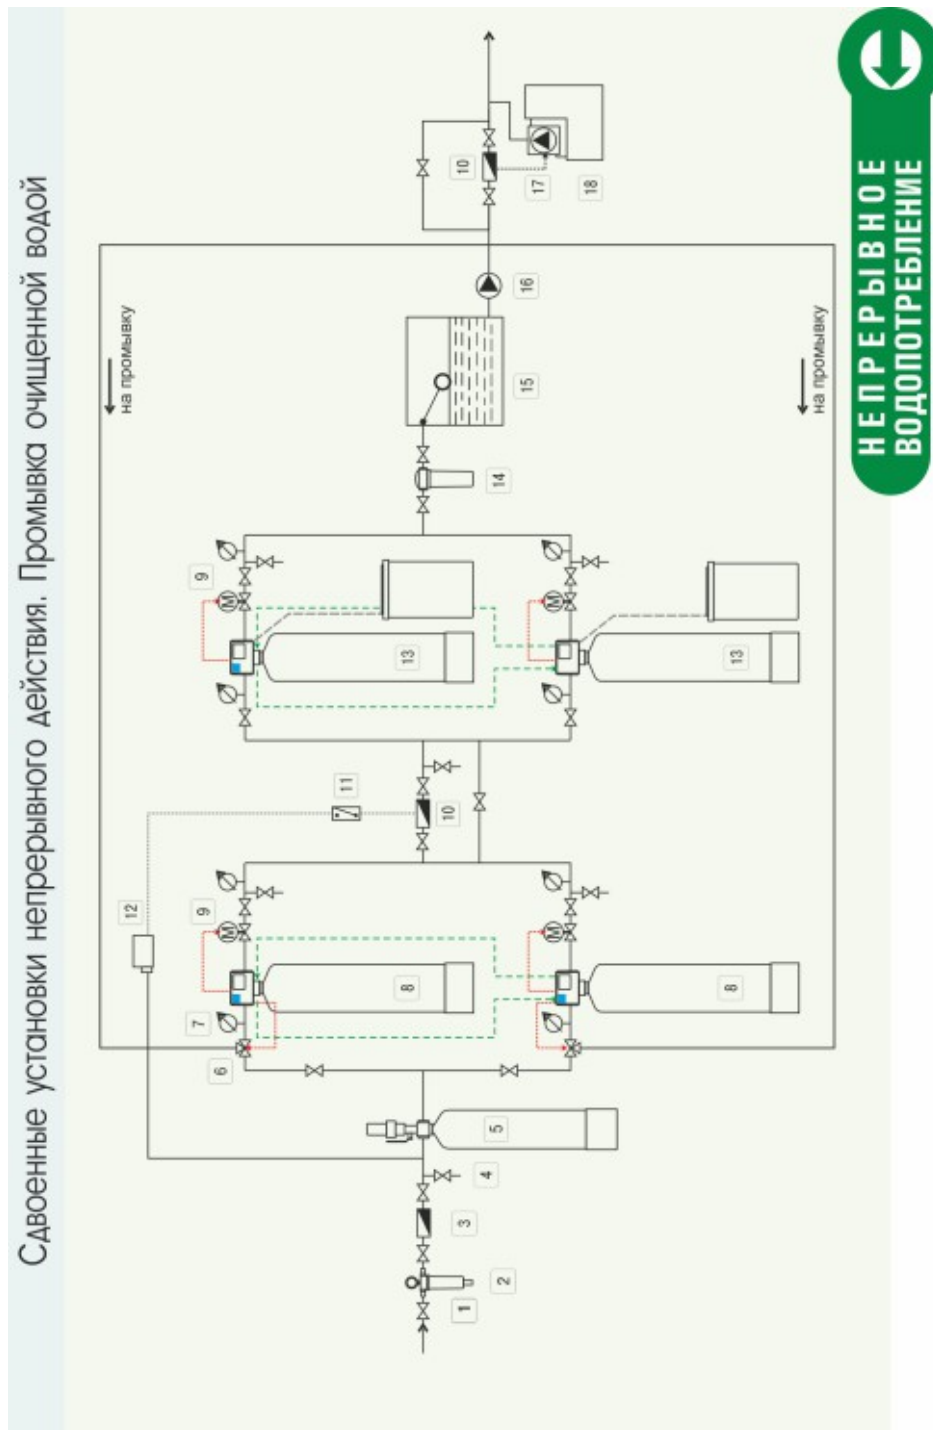 Сдвоенные установки непрерывного действия. Промывка очищенной водой
на промывку
12
11
9
9
7
6
8
10
13
14
15
16
10
17
18
5
4
3
2
1
8
13
M
M
M
M
на промывку
НЕПРЕРЫВНОЕ
ВОДОПОТРЕБЛЕНИЕ